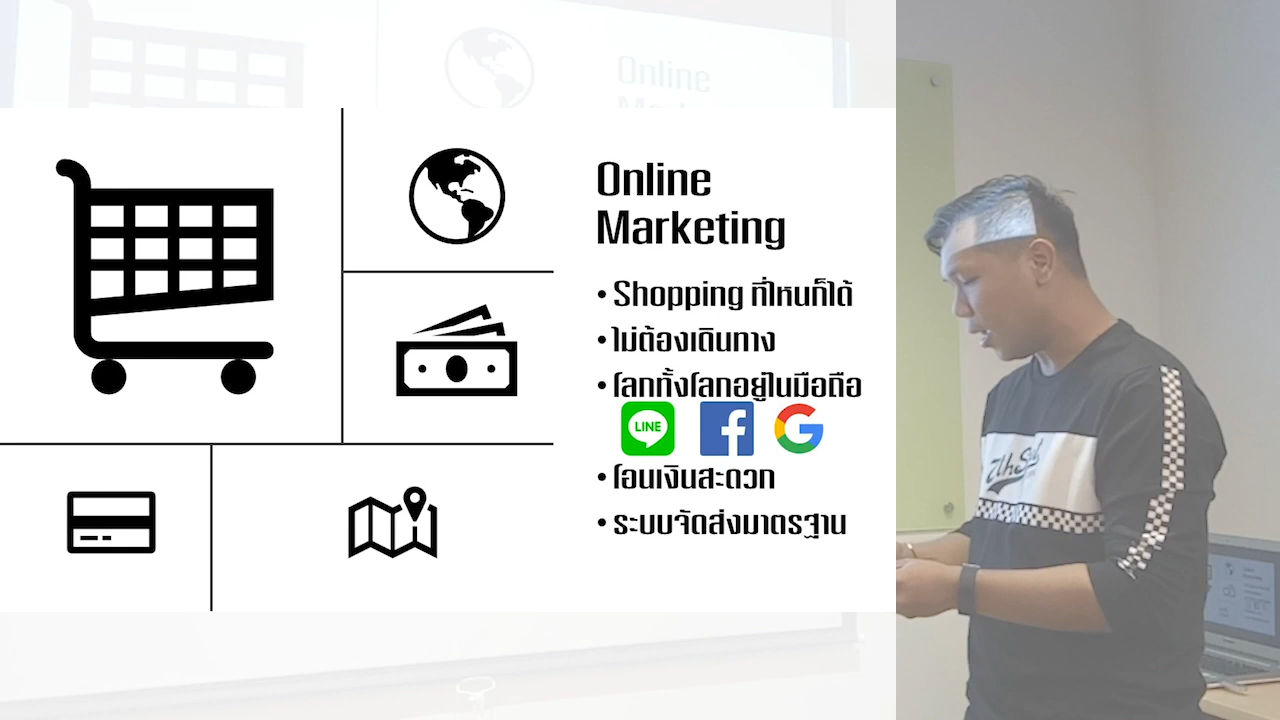 Online
Marketing
• Shopping ที่ไหนก็ได้
• ไม่ต้องเดินทาง
• โลกทั้งโลกอยู่ในมือถือ
LINE
• โอนเงินสะดวก
• ระบบจัดส่งมาตรฐาน
Online